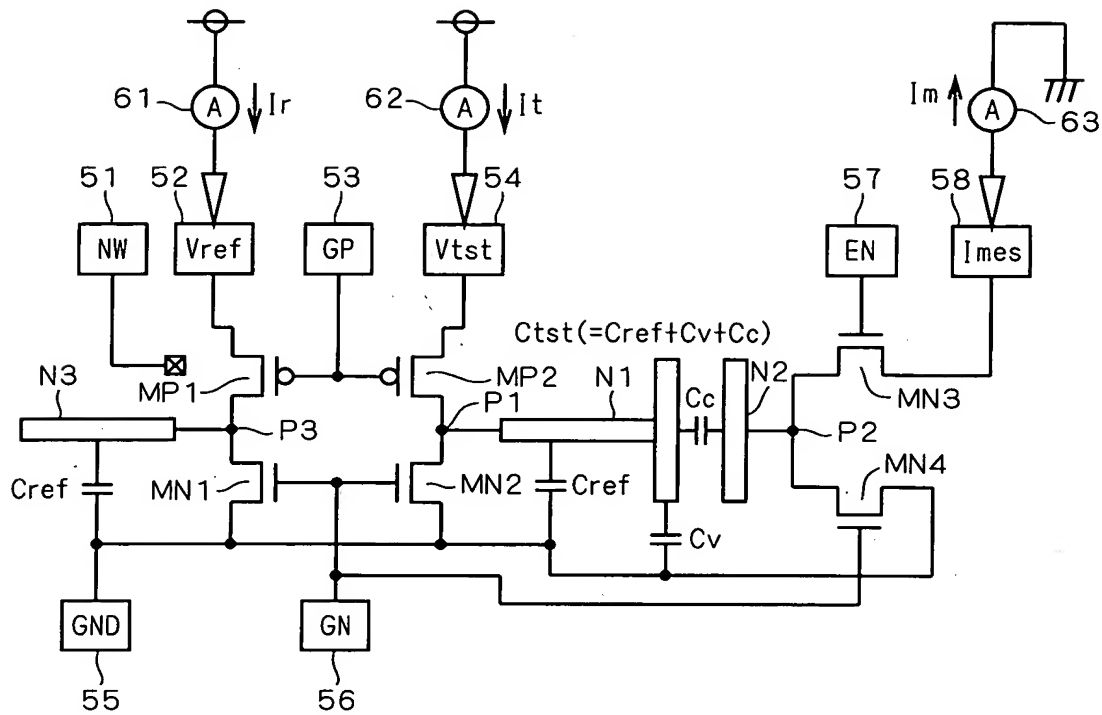 61 A Ir
62 A It
Im A 63
51 52 53 54
57 58
NW Vref GP Vtst
EN Imes
Ctst(=Cref+Cv+Cc)
N3 MP1 MP2 N1 Cc N2 MN3
P3 P1 P2
Cref MN1 MN2 Cref MN4
Cv
GND GN
55 56